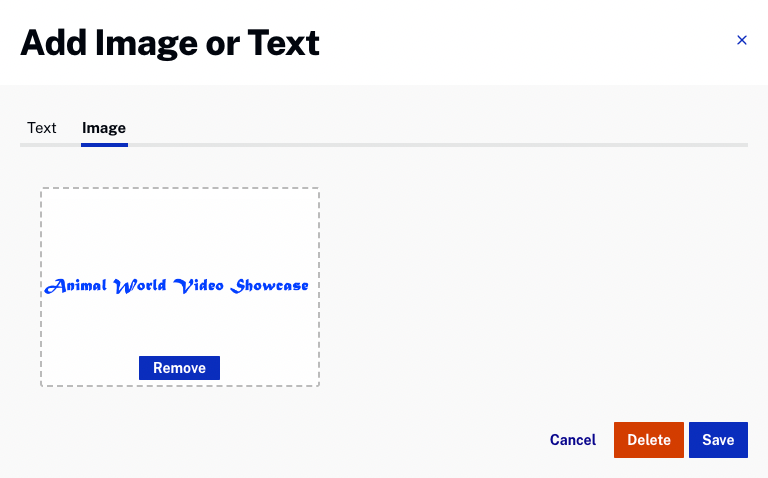 Add Image or Text
×
Text Image
Animal World Video Showcase
Remove
Cancel Delete Save